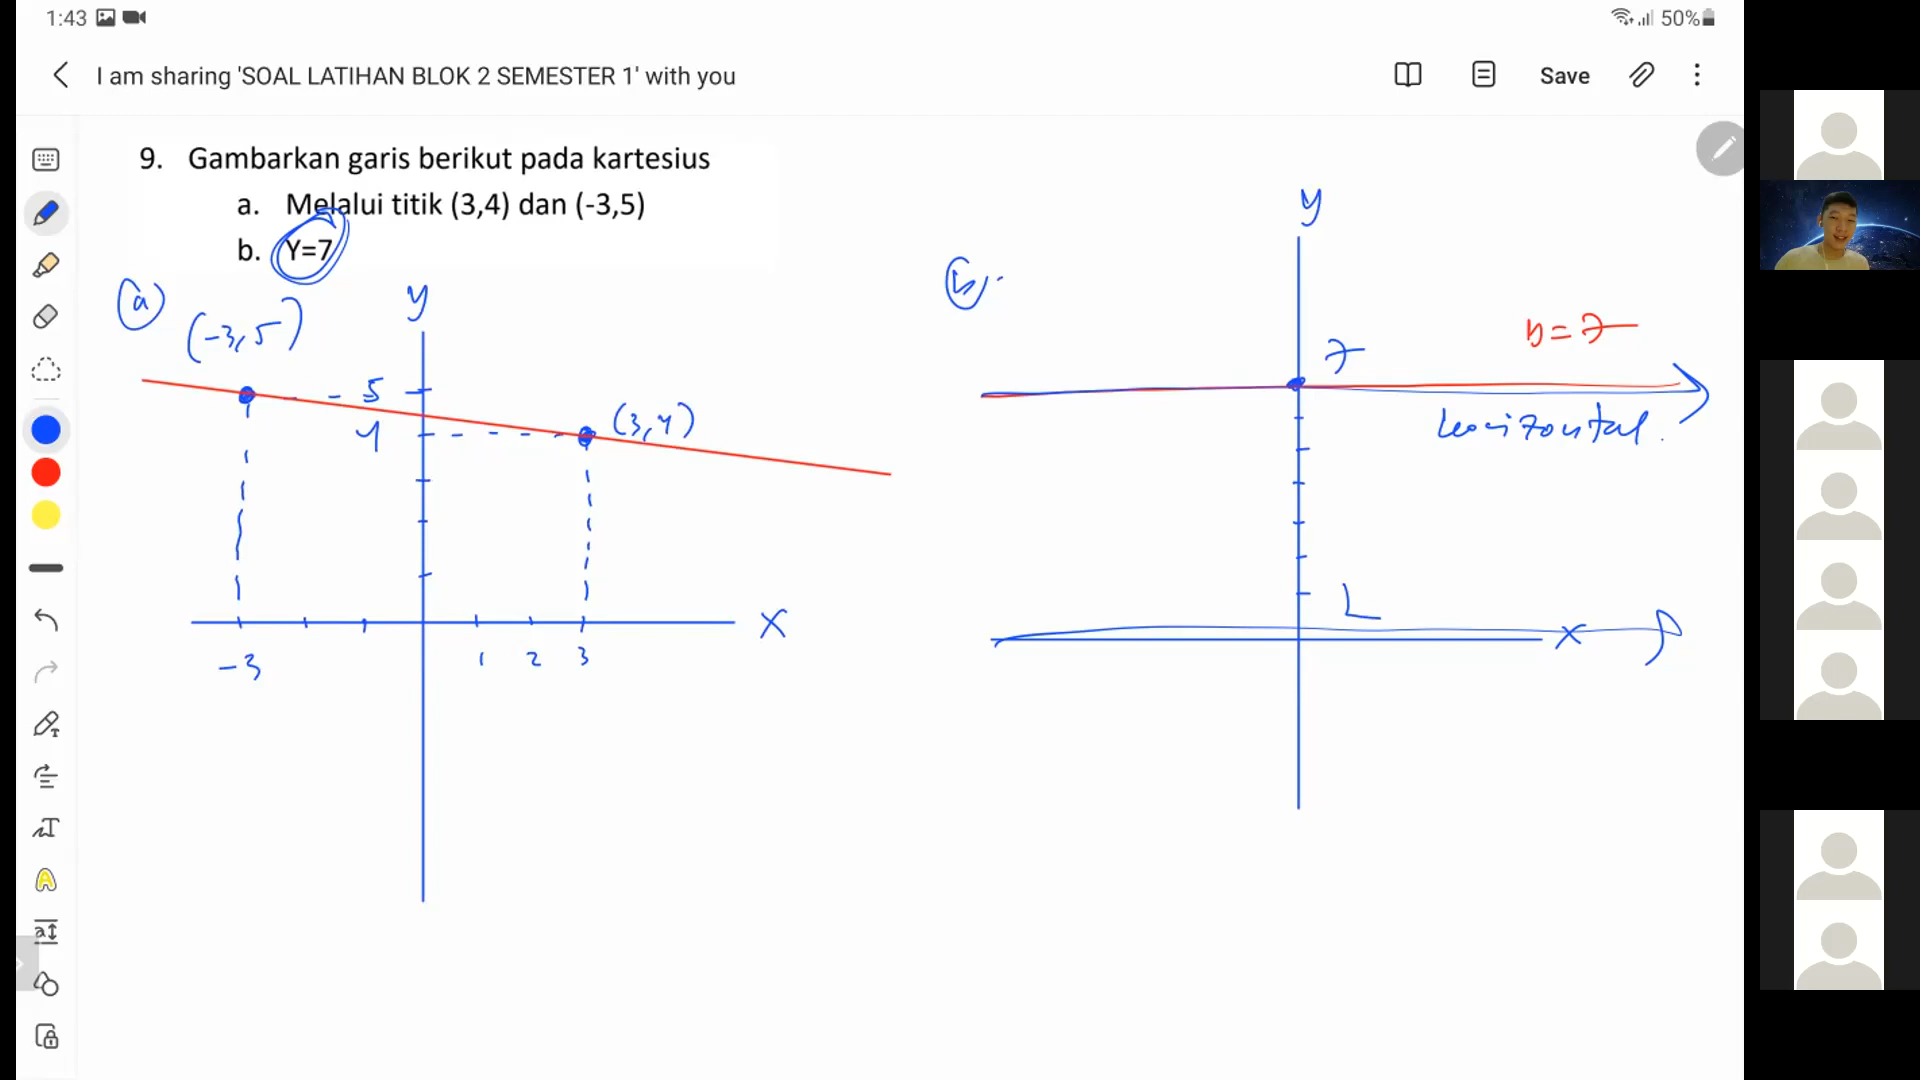 1:43
50%
I am sharing 'SOAL LATIHAN BLOK 2 SEMESTER 1' with you
Save
9. Gambarkan garis berikut pada kartesius
a. Melalui titik (3,4) dan (-3,5)
b. Y=7
(a)
(-3,5)
y
5
4
(3,4)
-3
1 2 3
x
(b).
y
7
y=7
horizontal.
x